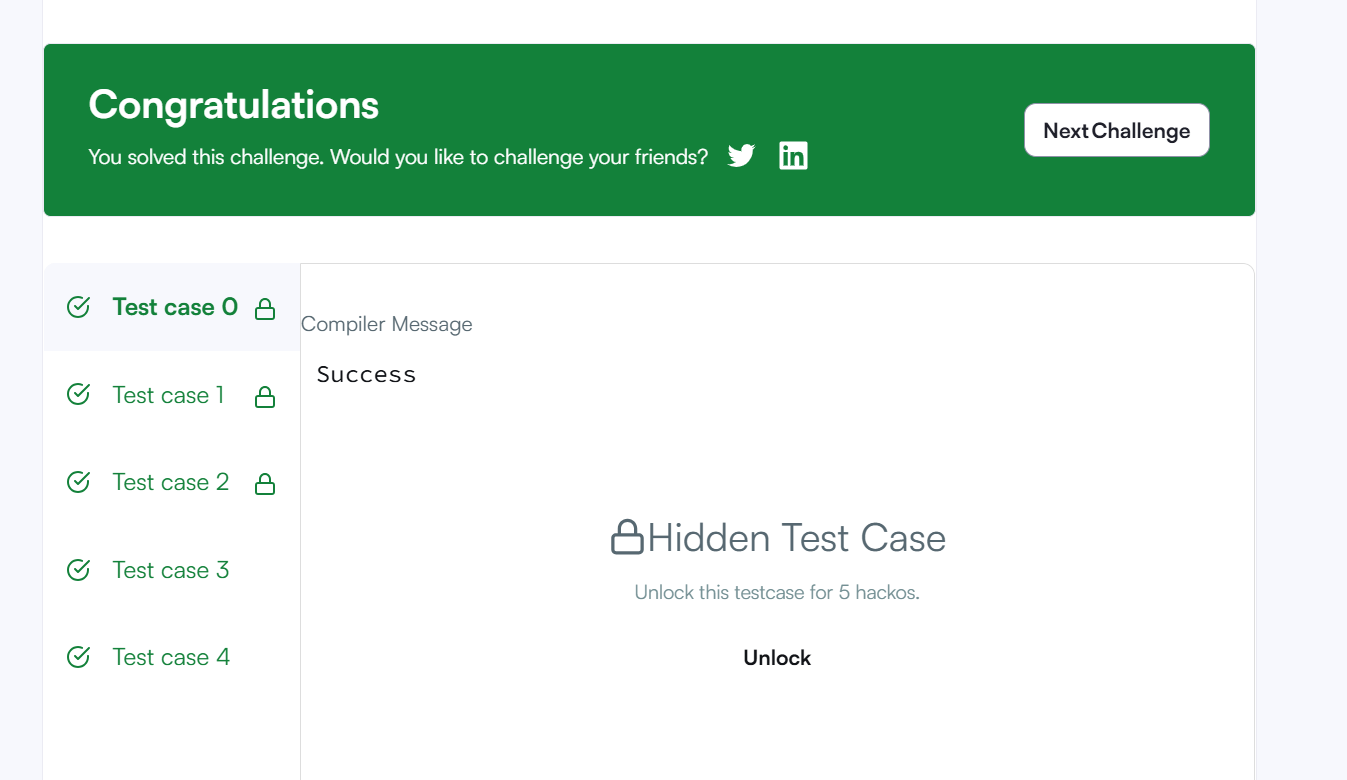 Congratulations
You solved this challenge. Would you like to challenge your friends?
Next Challenge
Test case 0
Test case 1
Test case 2
Test case 3
Test case 4
Compiler Message
Success
Hidden Test Case
Unlock this testcase for 5 hackos.
Unlock